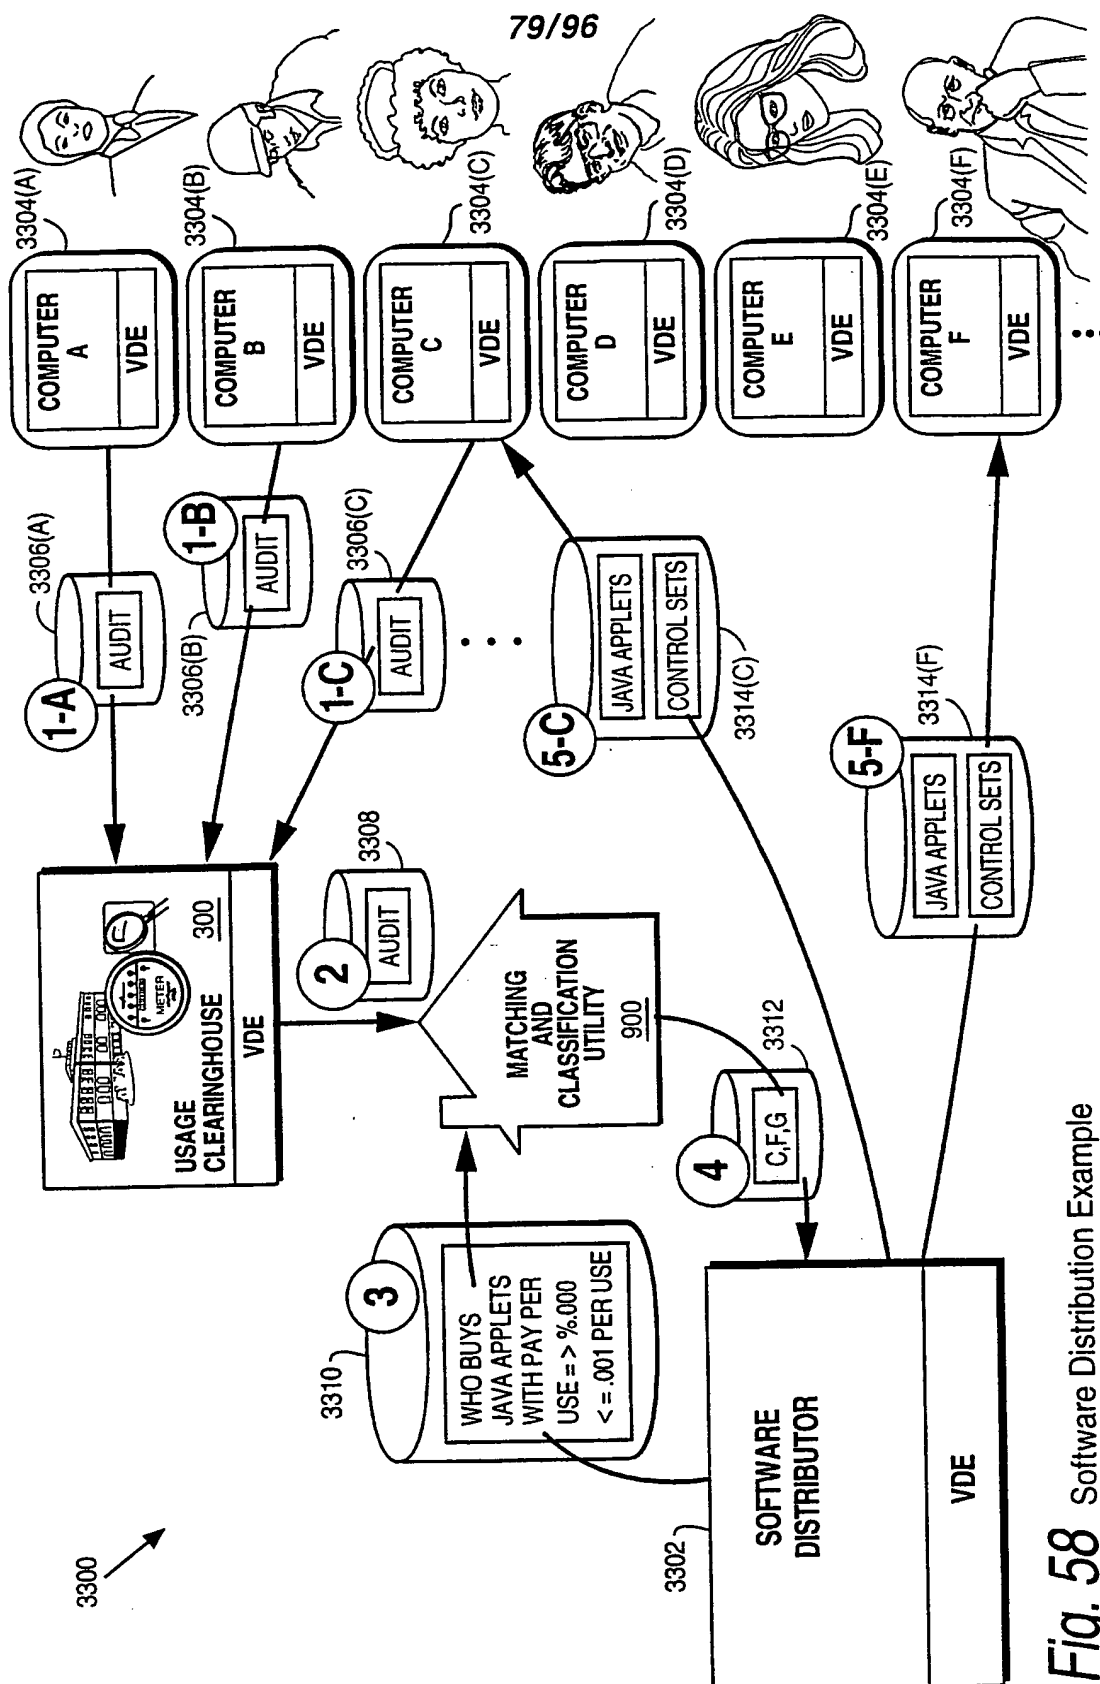 79/96
3300
3304(A)
COMPUTER
A
VDE
3304(B)
COMPUTER
B
VDE
3304(C)
COMPUTER
C
VDE
3304(D)
COMPUTER
D
VDE
3304(E)
COMPUTER
E
VDE
3304(F)
COMPUTER
F
VDE
3306(A)
1-A
AUDIT
3306(B)
1-B
AUDIT
3306(C)
1-C
AUDIT
METER
USAGE
CLEARINGHOUSE
300
VDE
3308
2
AUDIT
MATCHING
AND
CLASSIFICATION
UTILITY
900
3310
3
WHO BUYS
JAVA APPLETS
WITH PAY PER
USE = > %.000
< = .001 PER USE
3312
4
C,F,G
5-C
JAVA APPLETS
CONTROL SETS
3314(C)
5-F
JAVA APPLETS
CONTROL SETS
3314(F)
3302
SOFTWARE
DISTRIBUTOR
VDE
Fig. 58 Software Distribution Example